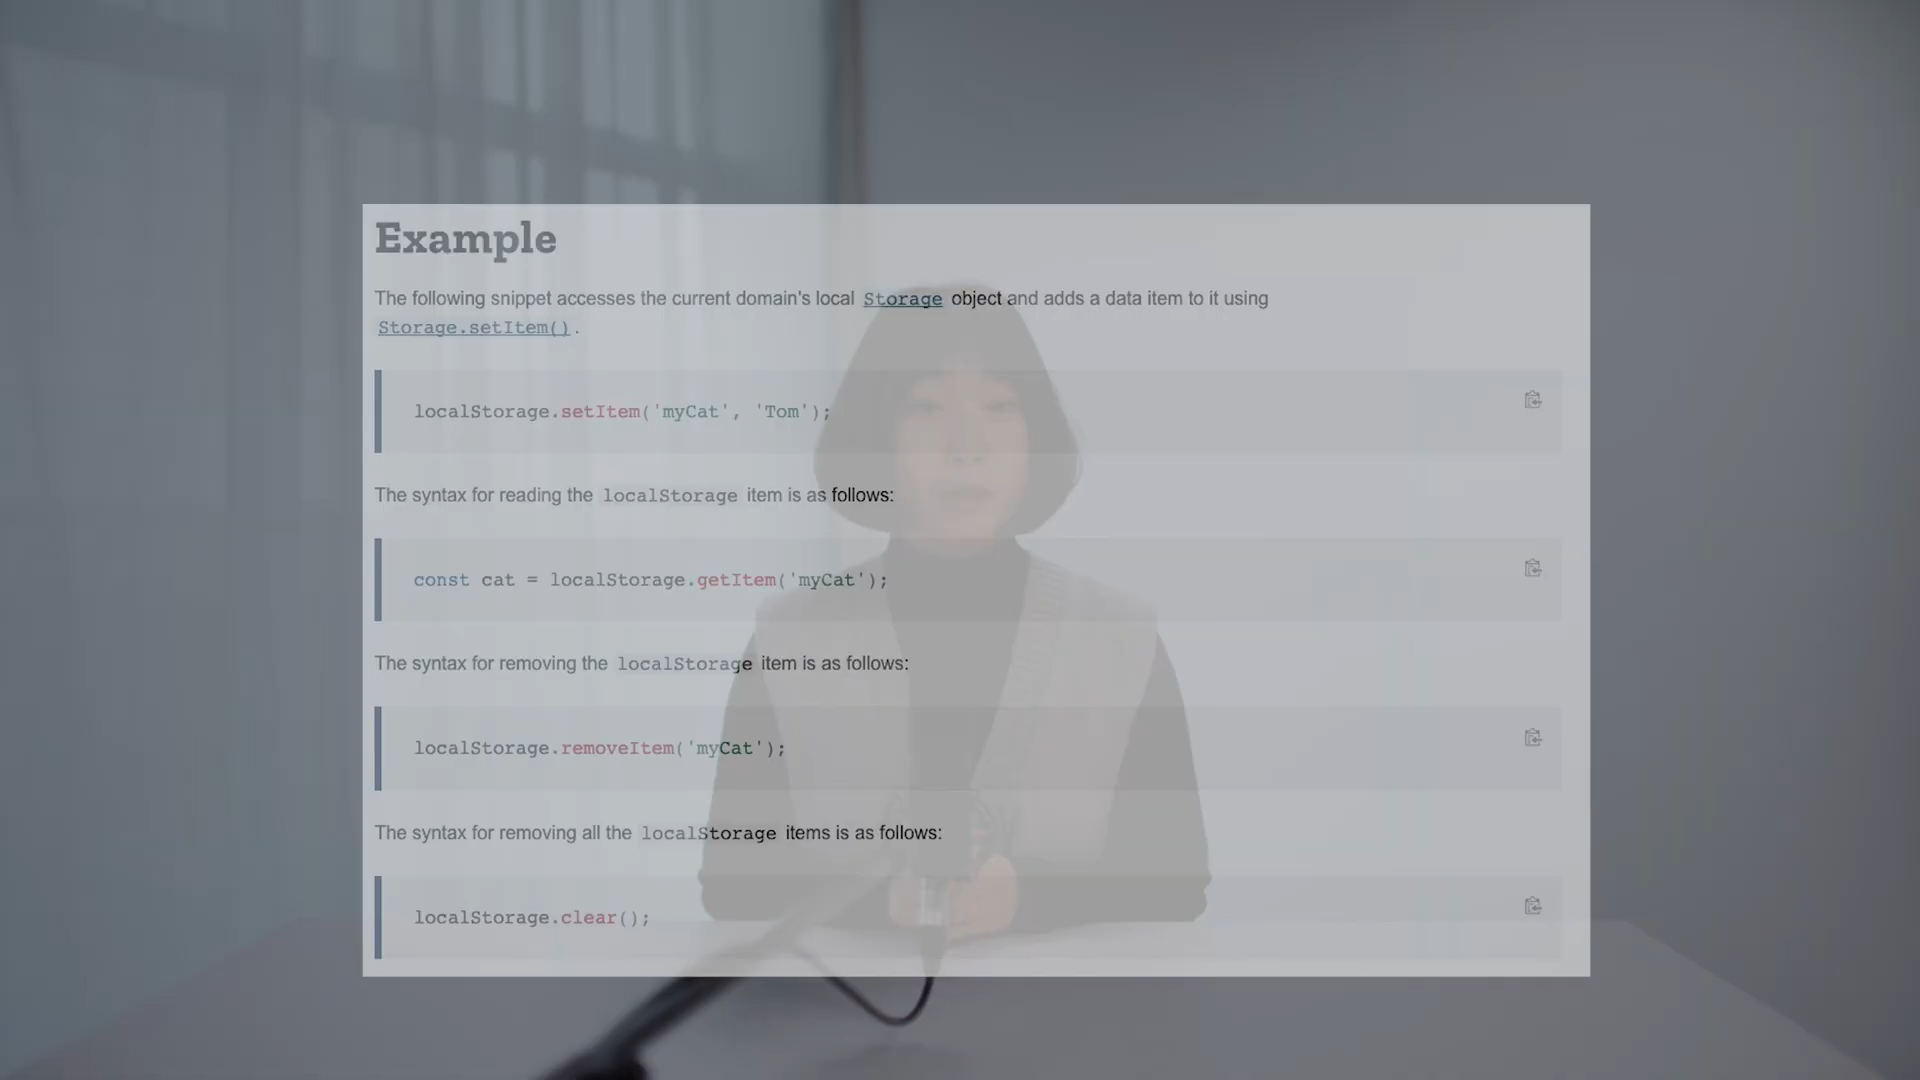 Example
The following snippet accesses the current domain's local Storage object and adds a data item to it using
Storage.setItem().
localStorage.setItem('myCat', 'Tom');
The syntax for reading the localStorage item is as follows:
const cat = localStorage.getItem('myCat');
The syntax for removing the localStorage item is as follows:
localStorage.removeItem('myCat');
The syntax for removing all the localStorage items is as follows:
localStorage.clear();